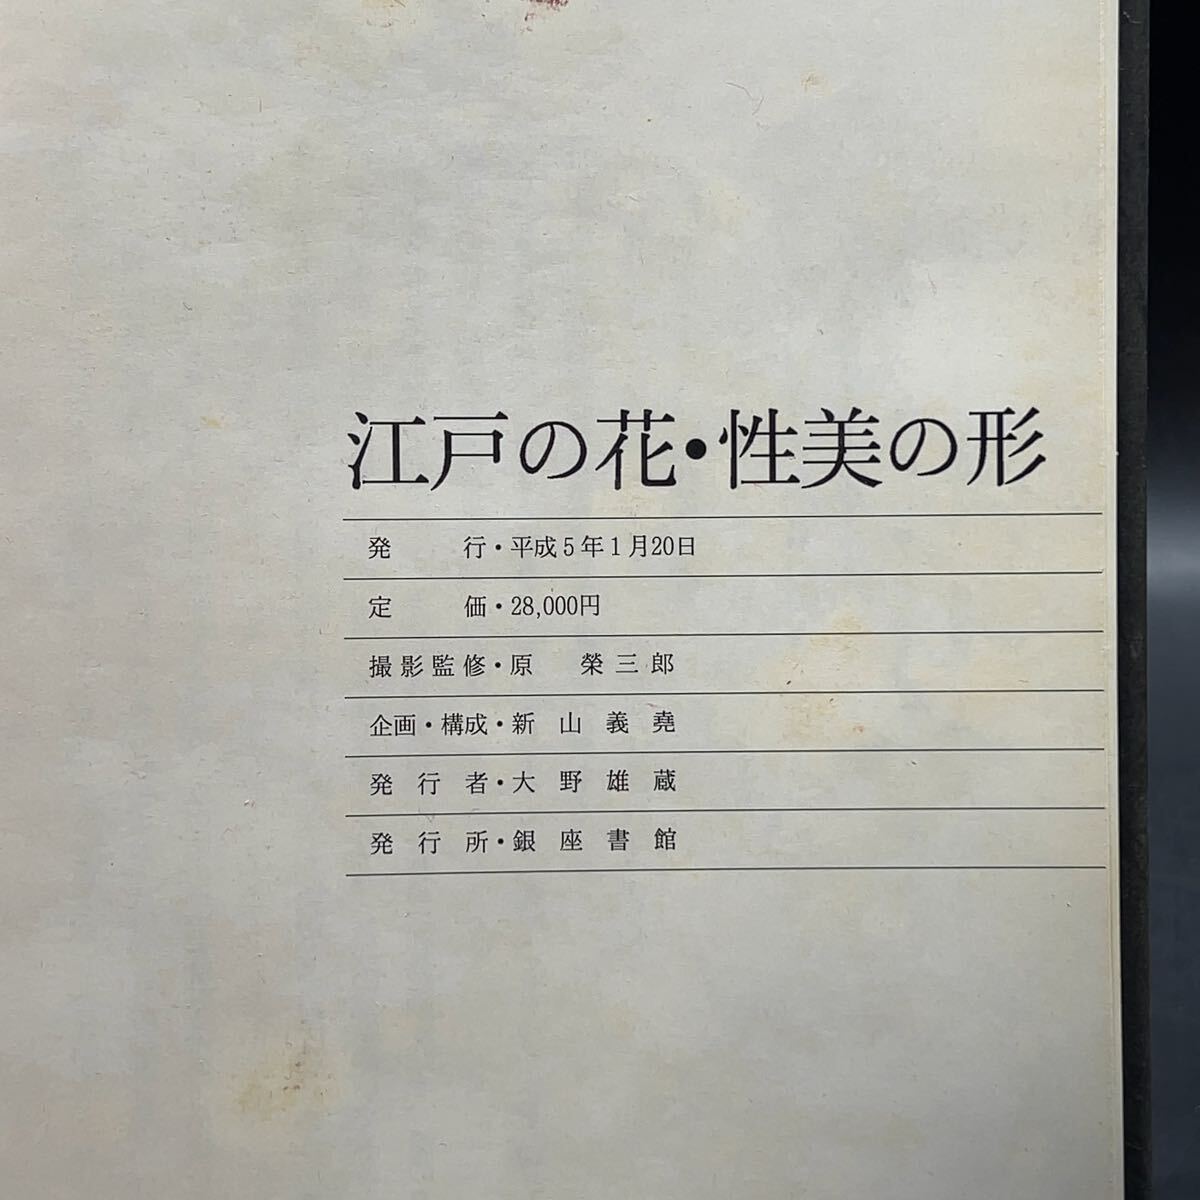 江戸の花・性美の形
発行・平成5年1月20日
定価・28,000円
撮影監修・原 榮三郎
企画・構成・新山義堯
発行者・大野雄蔵
発行所・銀座書館